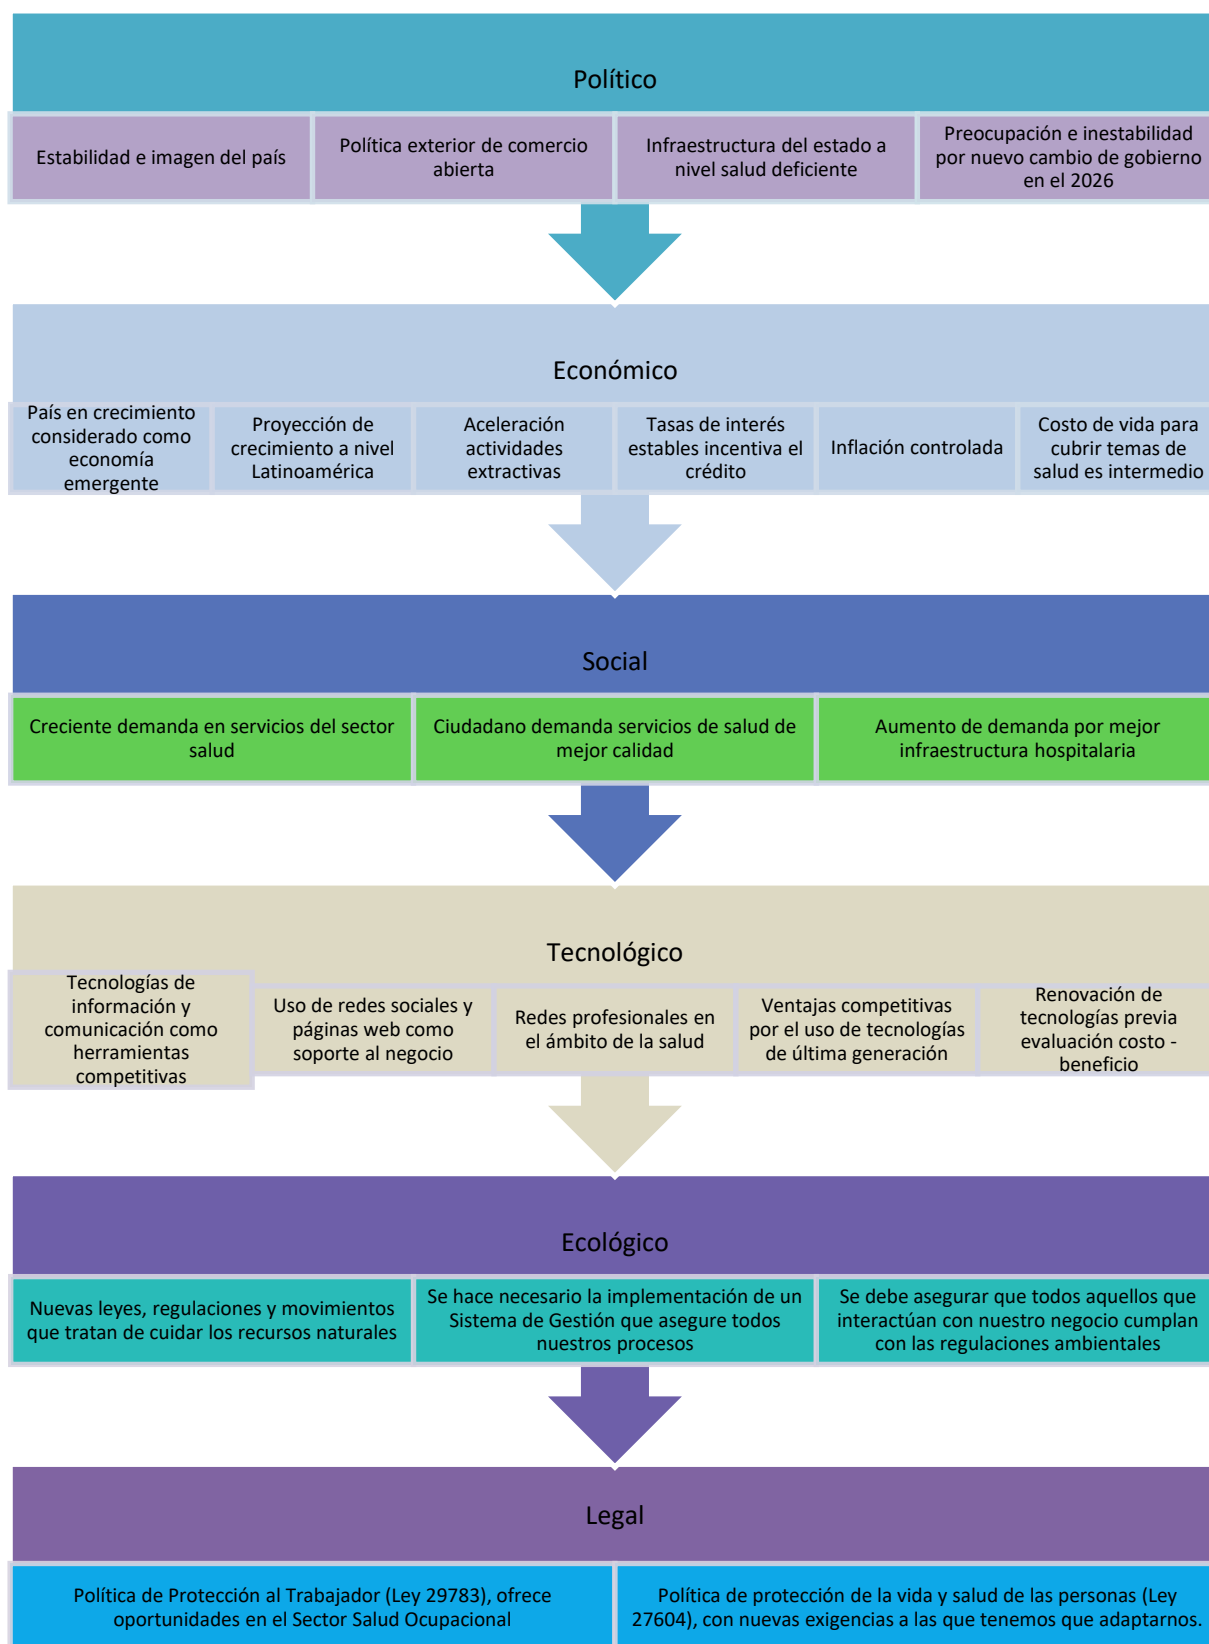 Político
Estabilidad e imagen del país
Política exterior de comercio
abierta
Infraestructura del estado a
nivel salud deficiente
Preocupación e inestabilidad
por nuevo cambio de gobierno
en el 2026
Económico
País en crecimiento
considerado como
economía
emergente
Proyección de
crecimiento a nivel
Latinoamérica
Aceleración
actividades
extractivas
Tasas de interés
estables incentiva el
crédito
Inflación controlada
Costo de vida para
cubrir temas de
salud es intermedio
Social
Creciente demanda en servicios del sector
salud
Ciudadano demanda servicios de salud de
mejor calidad
Aumento de demanda por mejor
infraestructura hospitalaria
Tecnológico
Tecnologías de
información y
comunicación como
herramientas
competitivas
Uso de redes sociales y
páginas web como
soporte al negocio
Redes profesionales en
el ámbito de la salud
Ventajas competitivas
por el uso de tecnologías
de última generación
Renovación de
tecnologías previa
evaluación costo -
beneficio
Ecológico
Nuevas leyes, regulaciones y movimientos
que tratan de cuidar los recursos naturales
Se hace necesario la implementación de un
Sistema de Gestión que asegure todos
nuestros procesos
Se debe asegurar que todos aquellos que
interactúan con nuestro negocio cumplan
con las regulaciones ambientales
Legal
Política de Protección al Trabajador (Ley 29783), ofrece
oportunidades en el Sector Salud Ocupacional
Política de protección de la vida y salud de las personas (Ley
27604), con nuevas exigencias a las que tenemos que adaptarnos.